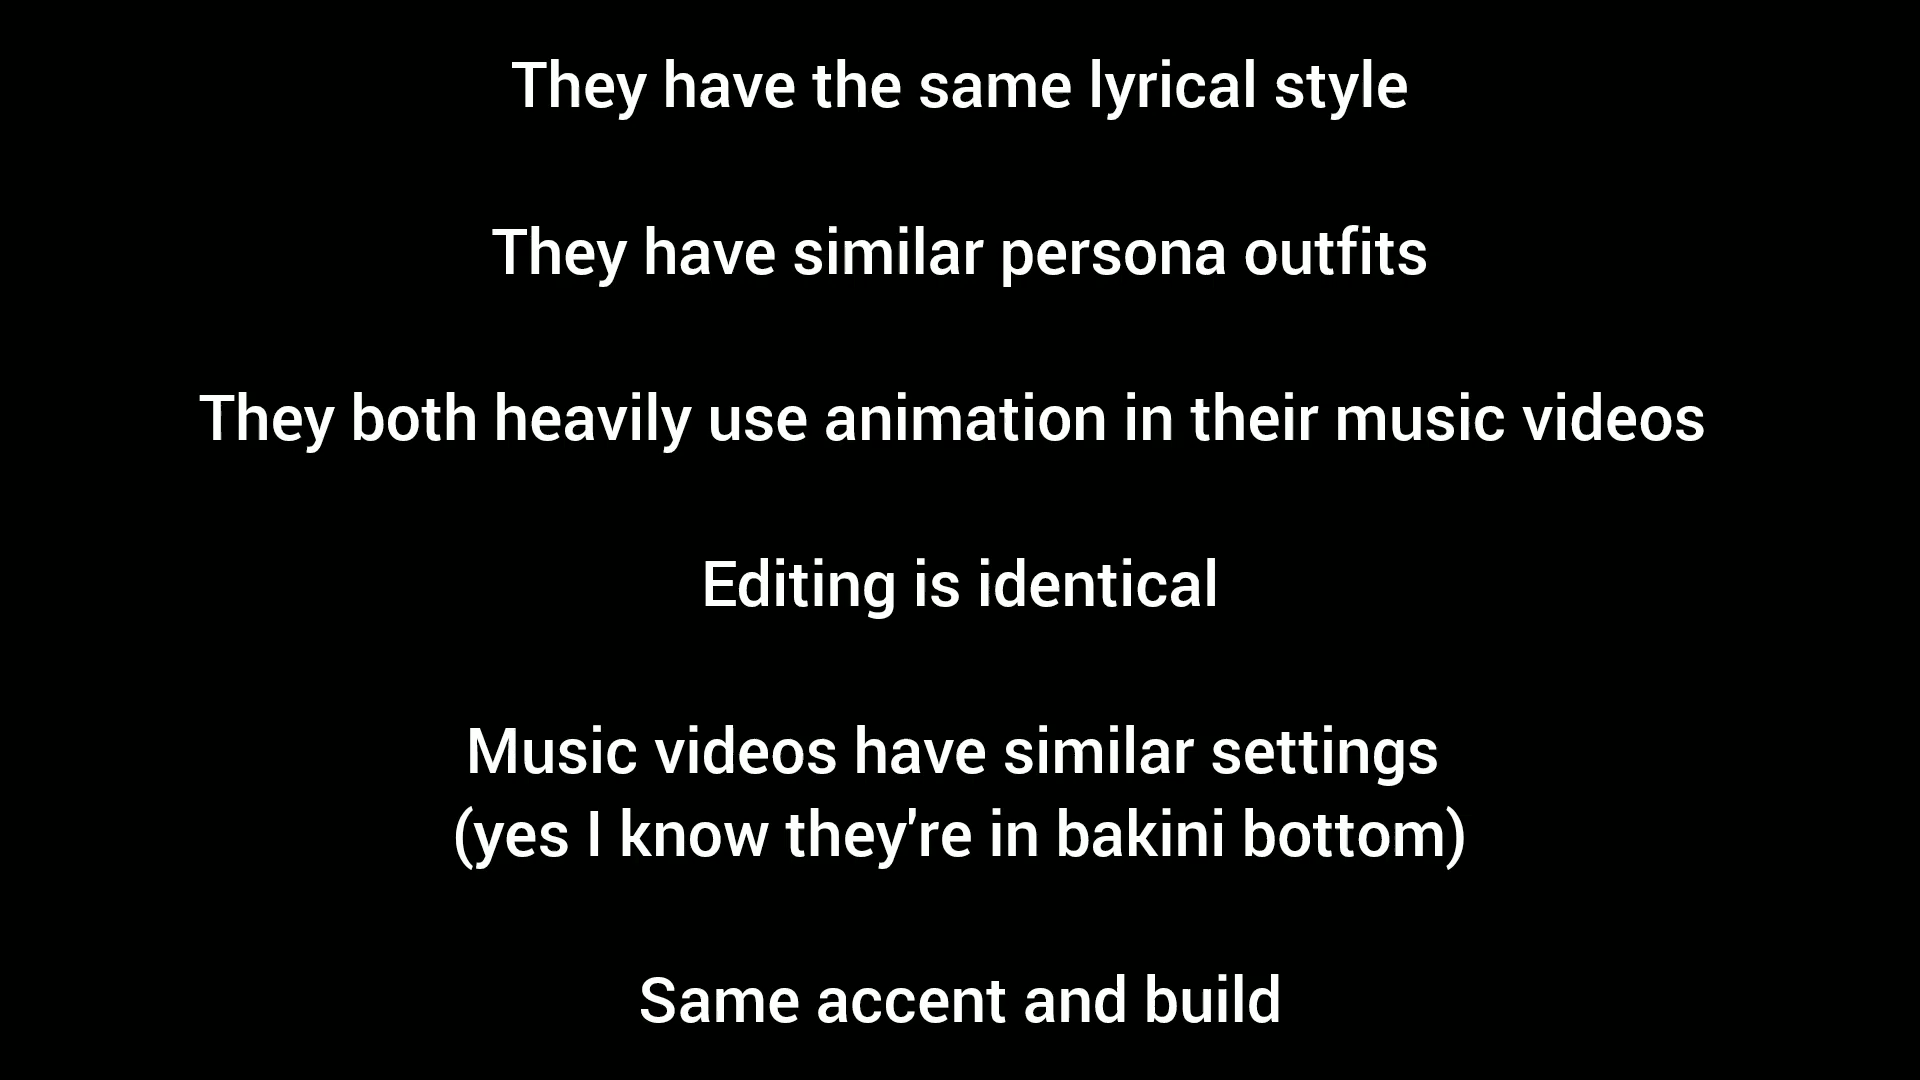 They have the same lyrical style
They have similar persona outfits
They both heavily use animation in their music videos
Editing is identical
Music videos have similar settings
(yes I know they're in bakini bottom)
Same accent and build